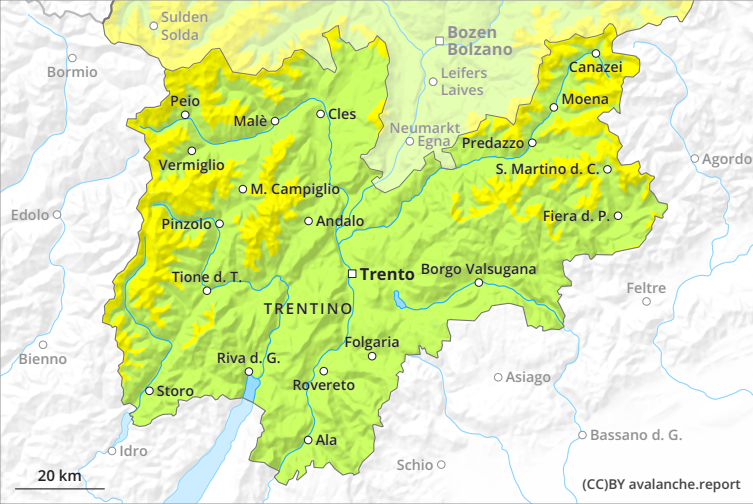 Sulden
Solda
Bozen
Bolzano
Bormio
Canazei
Leifers
Laives
Peio
Moena
Malè
Cles
Neumarkt
Egna
Predazzo
Vermiglio
Agordo
S. Martino d. C.
M. Campiglio
Edolo
Pinzolo
Andalo
Fiera d. P.
Trento
Borgo Valsugana
Tione d. T.
Feltre
TRENTINO
Folgaria
Bienno
Riva d. G.
Rovereto
Asiago
Storo
Ala
Bassano d. G.
Idro
Schio
20 km
(CC)BY avalanche.report